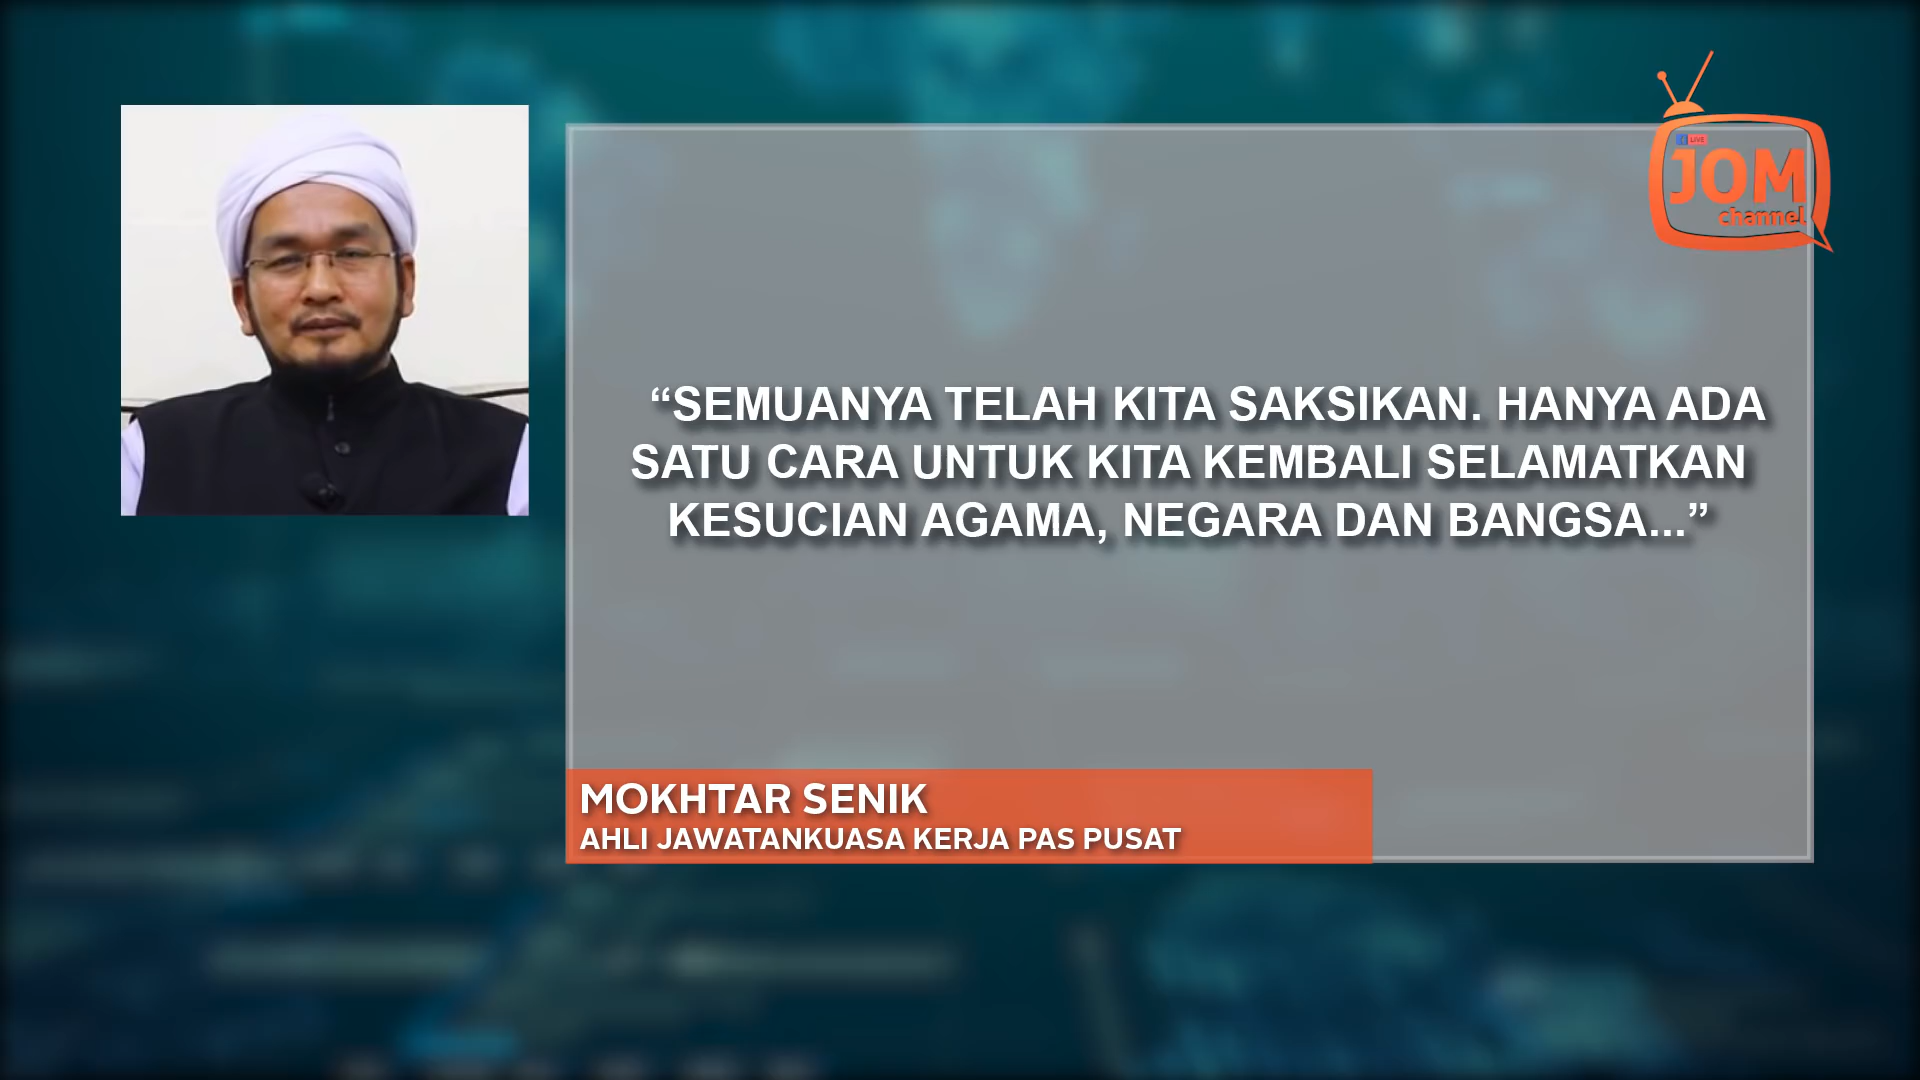 LIVE
JOM
channel
“SEMUANYA TELAH KITA SAKSIKAN. HANYA ADA
SATU CARA UNTUK KITA KEMBALI SELAMATKAN
KESUCIAN AGAMA, NEGARA DAN BANGSA...”
MOKHTAR SENIK
AHLI JAWATANKUASA KERJA PAS PUSAT